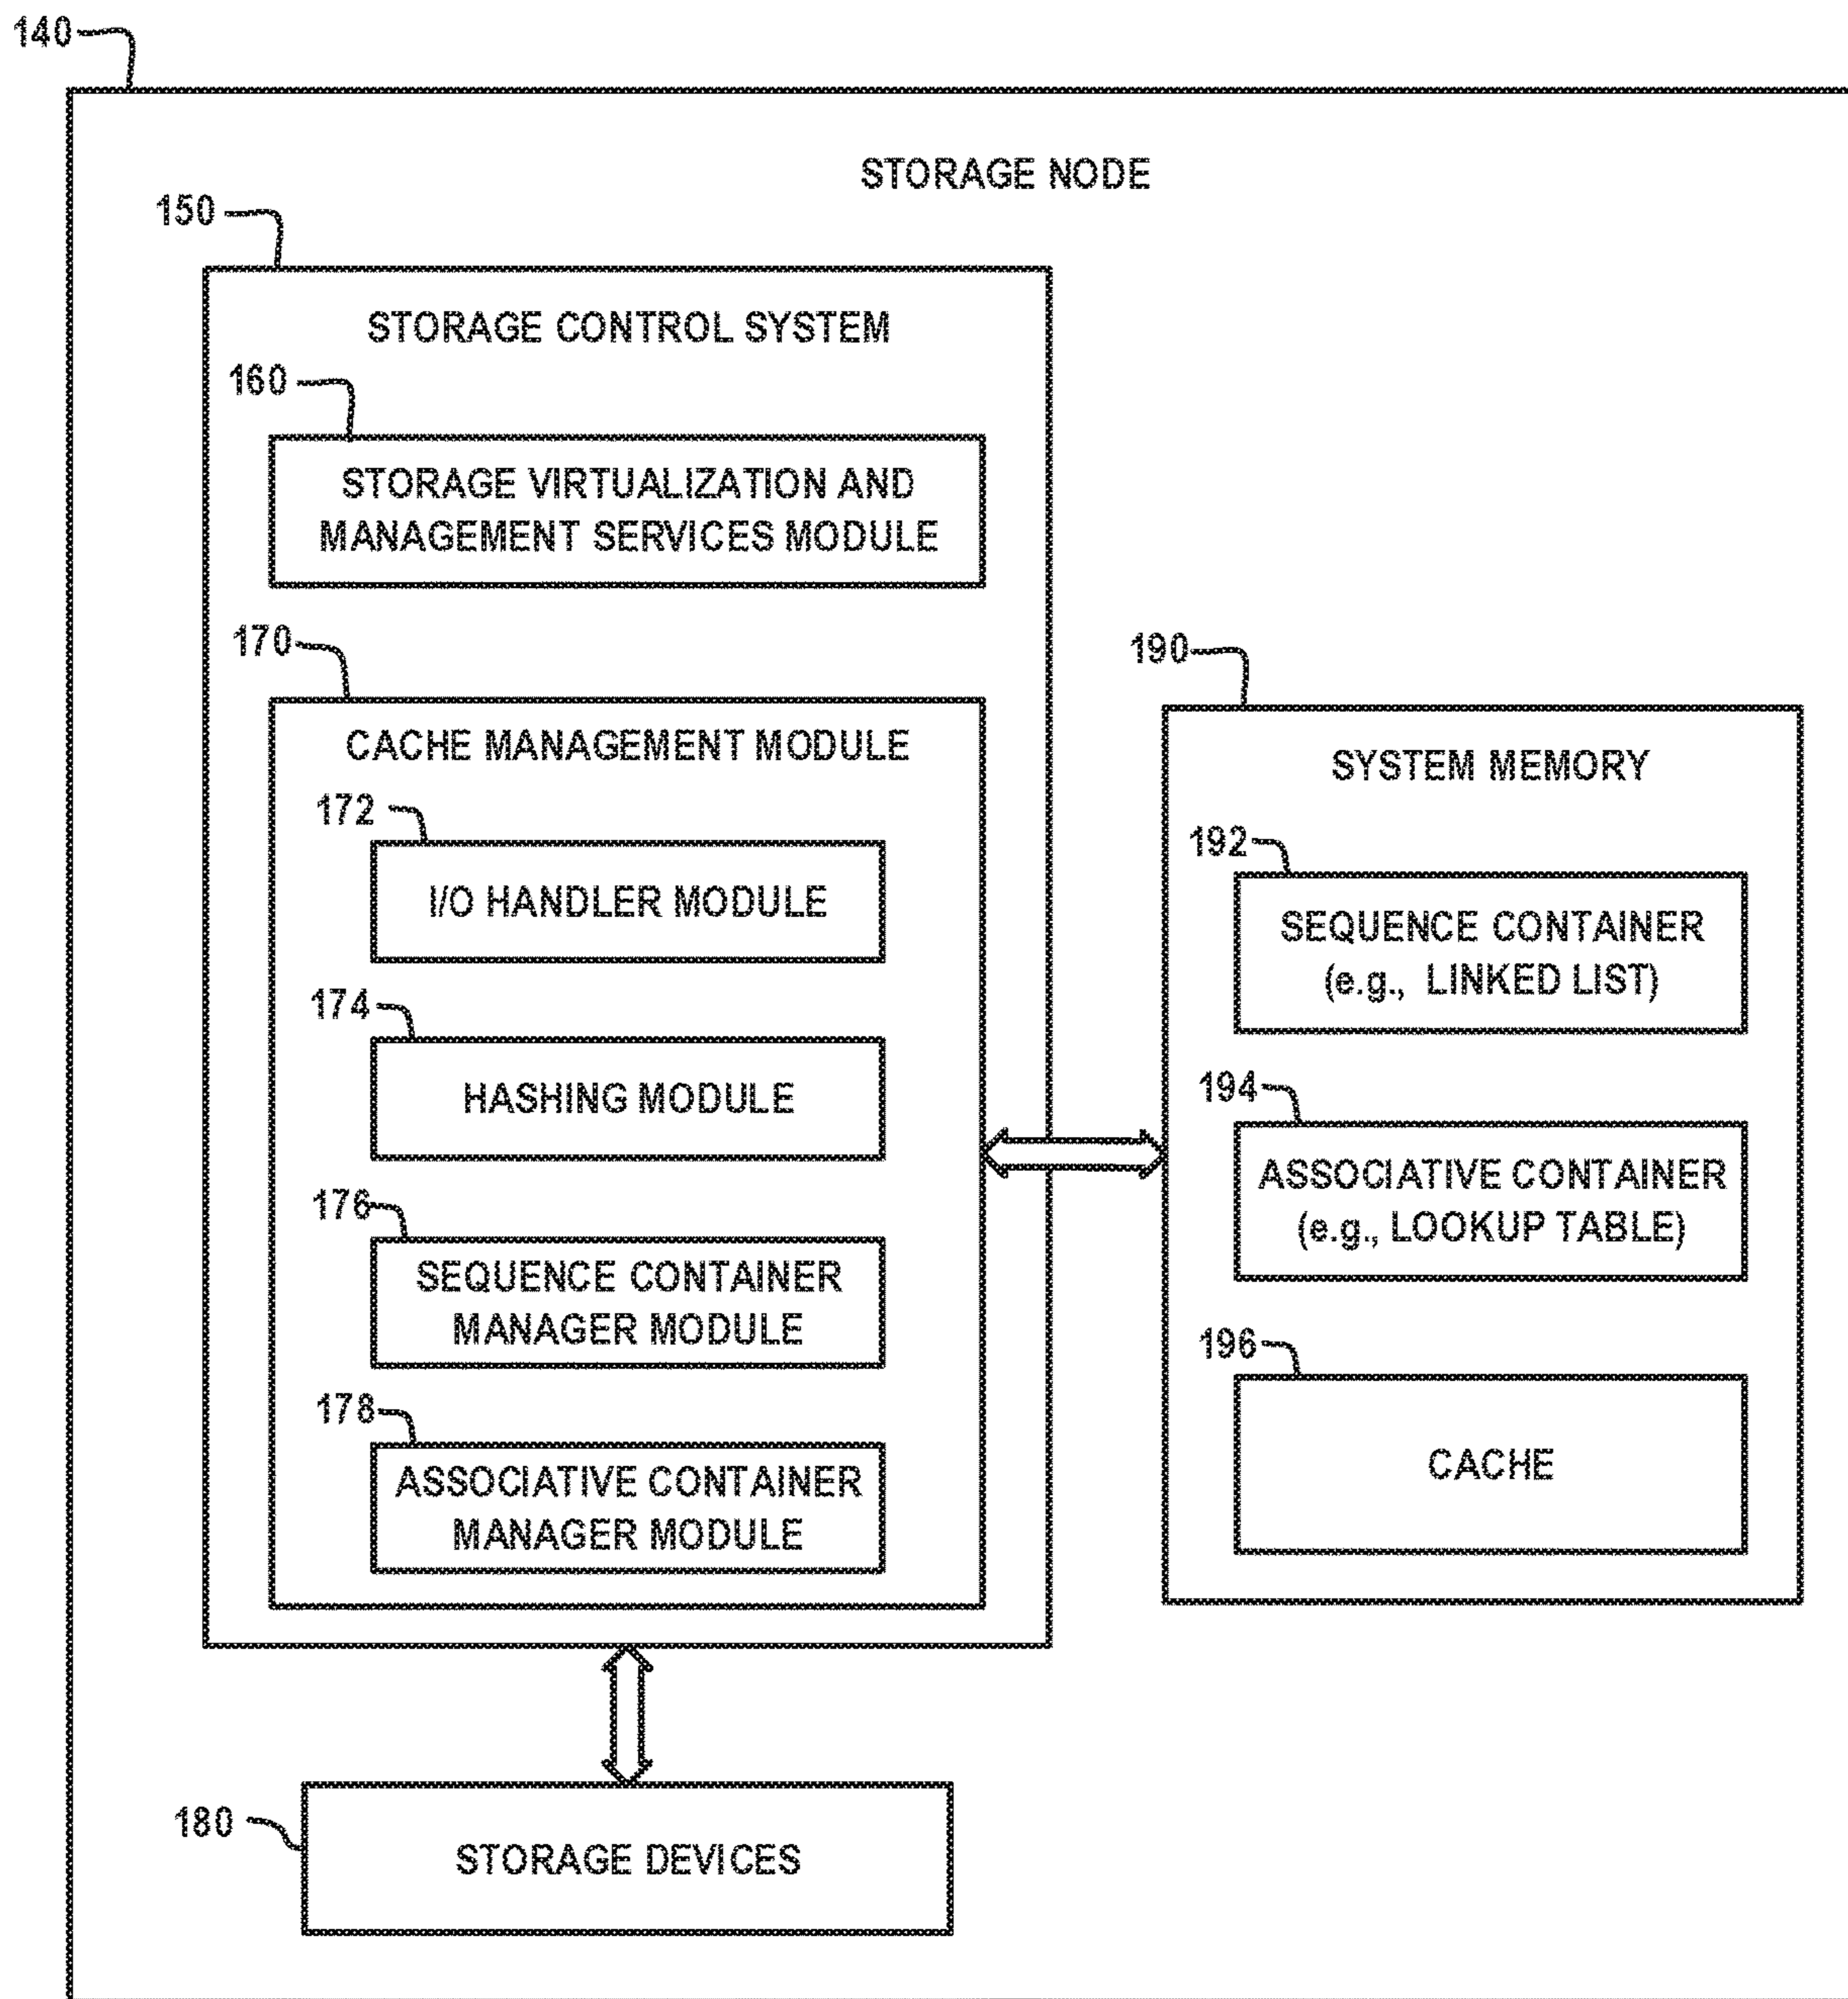 140
STORAGE NODE
150
STORAGE CONTROL SYSTEM
160
STORAGE VIRTUALIZATION AND
MANAGEMENT SERVICES MODULE
170
CACHE MANAGEMENT MODULE
172
I/O HANDLER MODULE
174
HASHING MODULE
176
SEQUENCE CONTAINER
MANAGER MODULE
178
ASSOCIATIVE CONTAINER
MANAGER MODULE
190
SYSTEM MEMORY
192
SEQUENCE CONTAINER
(e.g., LINKED LIST)
194
ASSOCIATIVE CONTAINER
(e.g., LOOKUP TABLE)
196
CACHE
180
STORAGE DEVICES